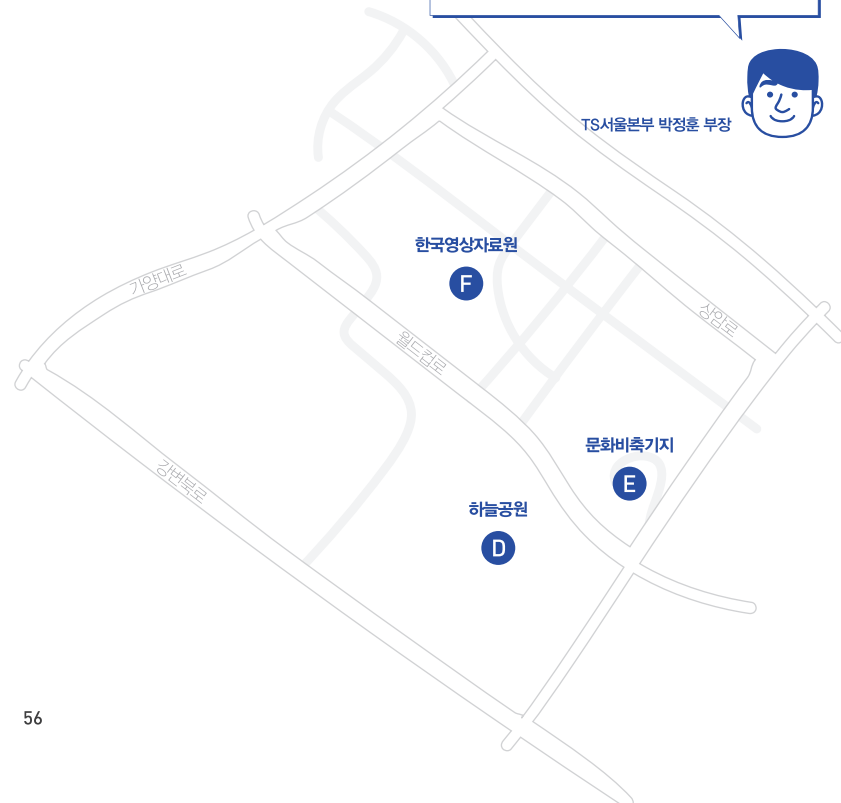 TS서울본부 박정훈 부장
한국영상자료원
F
가양대로
상암로
월드컵로
문화비축기지
E
강변북로
하늘공원
D
56